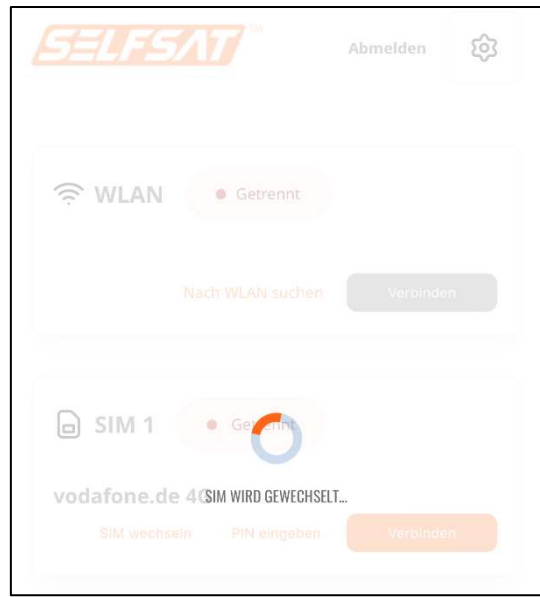 SELFSAT™
Abmelden
WLAN
Getrennt
Nach WLAN suchen
Verbinden
SIM 1
Getrennt
vodafone.de 4G
SIM WIRD GEWECHSELT...
SIM wechseln
PIN eingeben
Verbinden